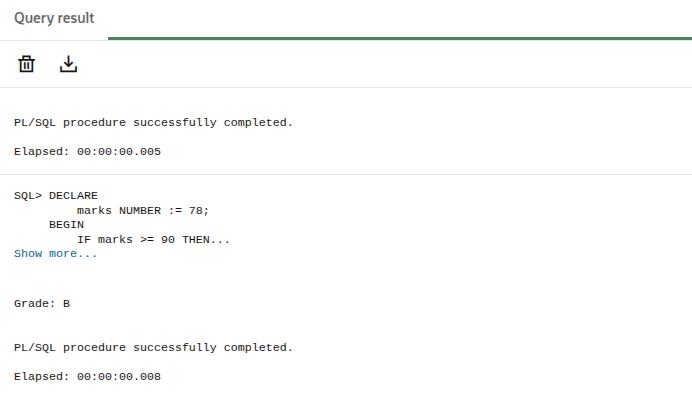 Query result
PL/SQL procedure successfully completed.
Elapsed: 00:00:00.005
SQL> DECLARE
         marks NUMBER := 78;
     BEGIN
         IF marks >= 90 THEN...
Show more...
Grade: B
PL/SQL procedure successfully completed.
Elapsed: 00:00:00.008